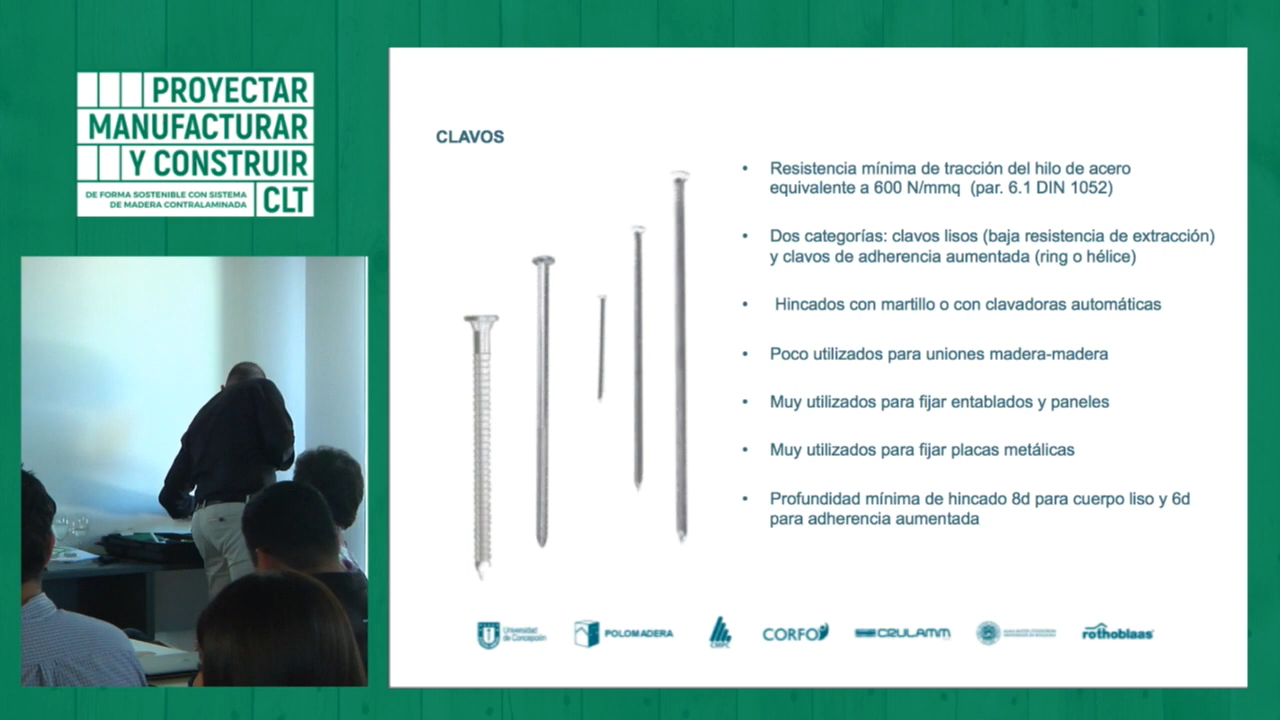 PROYECTAR
MANUFACTURAR
Y CONSTRUIR
DE FORMA SOSTENIBLE CON SISTEMA
DE MADERA CONTRALAMINADA
CLT
CLAVOS
• Resistencia mínima de tracción del hilo de acero
equivalente a 600 N/mmq (par. 6.1 DIN 1052)
• Dos categorías: clavos lisos (baja resistencia de extracción)
y clavos de adherencia aumentada (ring o hélice)
• Hincados con martillo o con clavadoras automáticas
• Poco utilizados para uniones madera-madera
• Muy utilizados para fijar entablados y paneles
• Muy utilizados para fijar placas metálicas
• Profundidad mínima de hincado 8d para cuerpo liso y 6d
para adherencia aumentada
Universidad
de Concepción
POLOMADERA
CMPC
CORFO
CRULAMM
rothoblaas